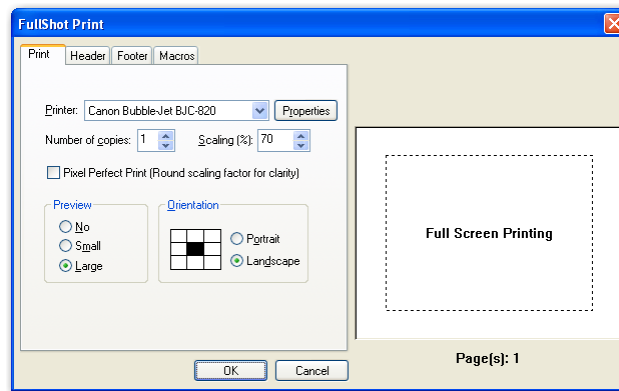 FullShot Print
Print Header Footer Macros
Printer: Canon Bubble-Jet BJC-820 Properties
Number of copies: 1 Scaling (%): 70
Pixel Perfect Print (Round scaling factor for clarity)
Preview
No
Small
Large
Orientation
Portrait
Landscape
Full Screen Printing
Page(s): 1
OK Cancel